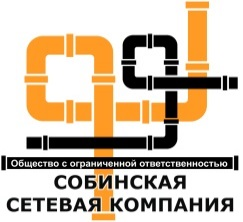 Общество с ограниченной ответственностью
СОБИНСКАЯ
СЕТЕВАЯ КОМПАНИЯ